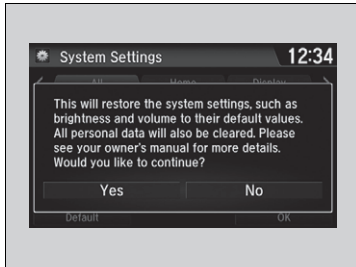 System Settings 12:34
All Home Display
This will restore the system settings, such as
brightness and volume to their default values.
All personal data will also be cleared. Please
see your owner's manual for more details.
Would you like to continue?
Yes No
Default OK